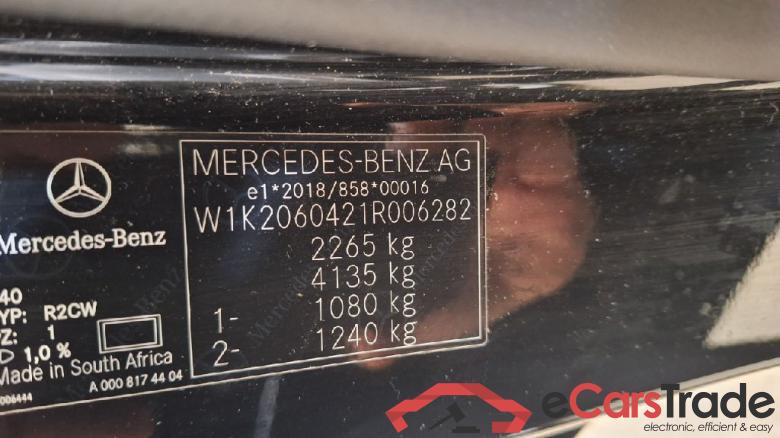 MERCEDES-BENZ AG
e1*2018/858*00016
W1K2060421R006282
2265 kg
4135 kg
1- 1080 kg
2- 1240 kg
Mercedes-Benz
40
YP: R2CW
Z: 1
D 1,0 %
Made in South Africa
A 000 817 44 04
006444
eCarsTrade
electronic, efficient & easy